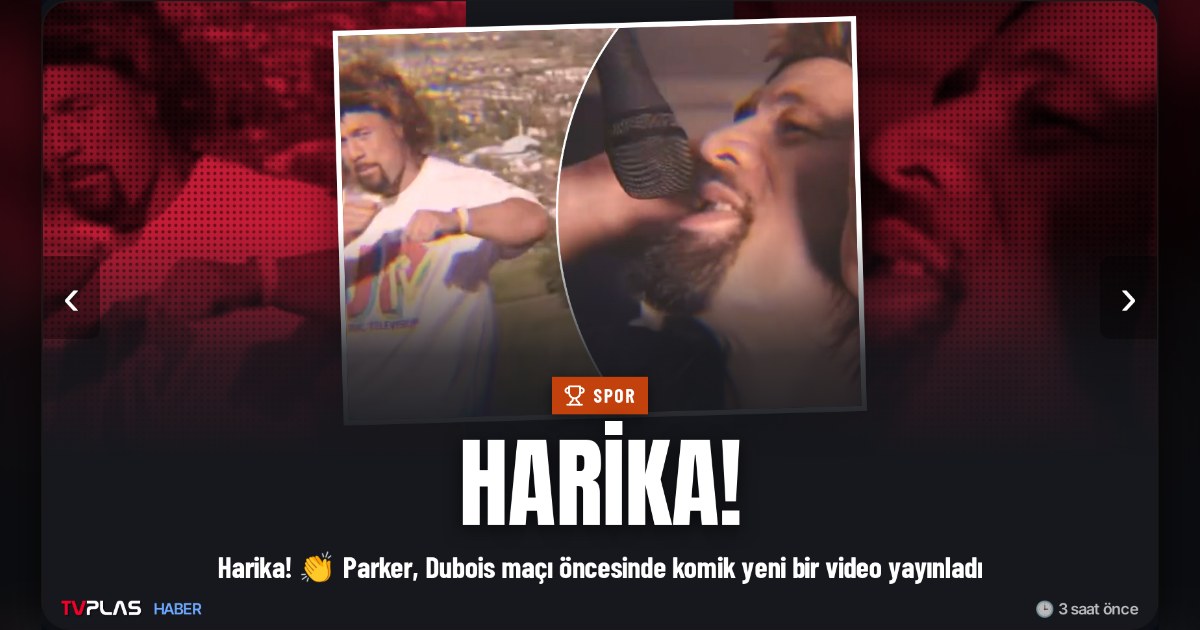 SPOR
HARİKA!
Harika! 👏 Parker, Dubois maçı öncesinde komik yeni bir video yayınladı
TVPLAS HABER
3 saat önce